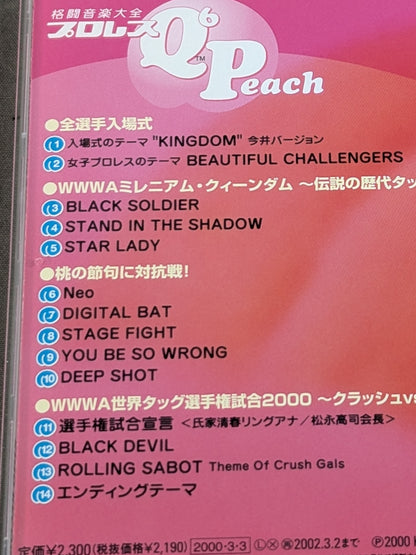 格闘音楽大全
プロレス Q6 Peach
TM
●全選手入場式
(1 入場式のテーマ "KINGDOM" 今井バージョン
(2 女子プロレスのテーマ BEAUTIFUL CHALLENGERS
●WWWAミレニアム・クィーンダム ～伝説の歴代タッ
(3 BLACK SOLDIER
(4 STAND IN THE SHADOW
(5 STAR LADY
●桃の節句に対抗戦!
(6 Neo
(7 DIGITAL BAT
(8 STAGE FIGHT
(9 YOU BE SO WRONG
(10 DEEP SHOT
●WWWA世界タッグ選手権試合2000 ～クラッシュvs
(11 選手権試合宣言 <氏家清春リングアナ/松永高司会長>
(12 BLACK DEVIL
(13 ROLLING SABOT Theme Of Crush Gals
(14 エンディングテーマ
定価¥2,300(税抜価格¥2,190) 2000・3・3 Ⓛ Ⓧ 2002.3.2まで Ⓟ2000